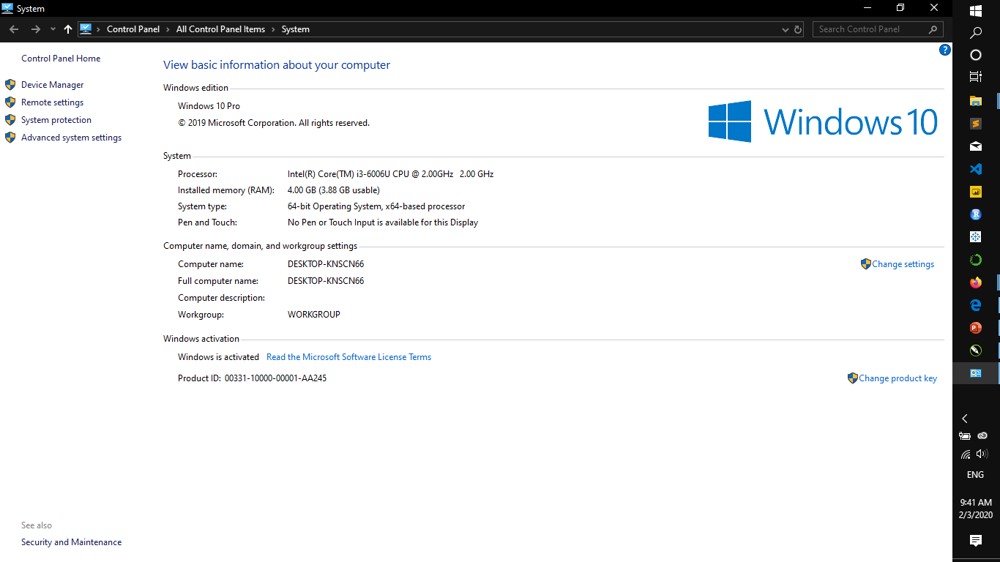 System
Control Panel > All Control Panel Items > System
Search Control Panel
Control Panel Home
Device Manager
Remote settings
System protection
Advanced system settings
View basic information about your computer
Windows edition
Windows 10 Pro
© 2019 Microsoft Corporation. All rights reserved.
Windows 10
System
Processor: Intel(R) Core(TM) i3-6006U CPU @ 2.00GHz 2.00 GHz
Installed memory (RAM): 4.00 GB (3.88 GB usable)
System type: 64-bit Operating System, x64-based processor
Pen and Touch: No Pen or Touch Input is available for this Display
Computer name, domain, and workgroup settings
Computer name: DESKTOP-KNSCN66
Change settings
Full computer name: DESKTOP-KNSCN66
Computer description:
Workgroup: WORKGROUP
Windows activation
Windows is activated Read the Microsoft Software License Terms
Product ID: 00331-10000-00001-AA245
Change product key
See also
Security and Maintenance
ENG
9:41 AM
2/3/2020